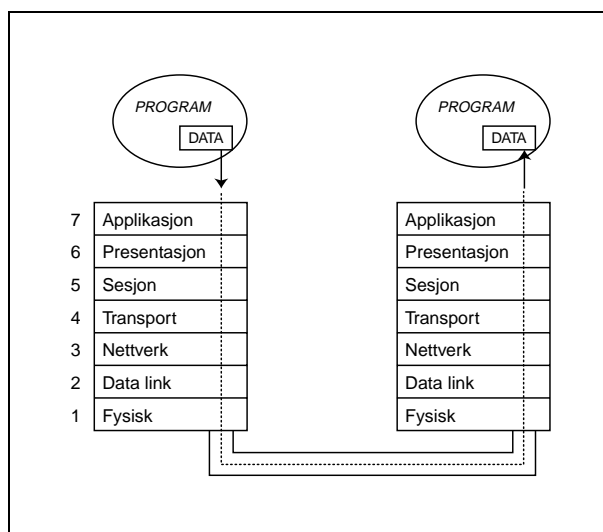 PROGRAM PROGRAM
DATA DATA
7 Applikasjon Applikasjon
6 Presentasjon Presentasjon
5 Sesjon Sesjon
4 Transport Transport
3 Nettverk Nettverk
2 Data link Data link
1 Fysisk Fysisk